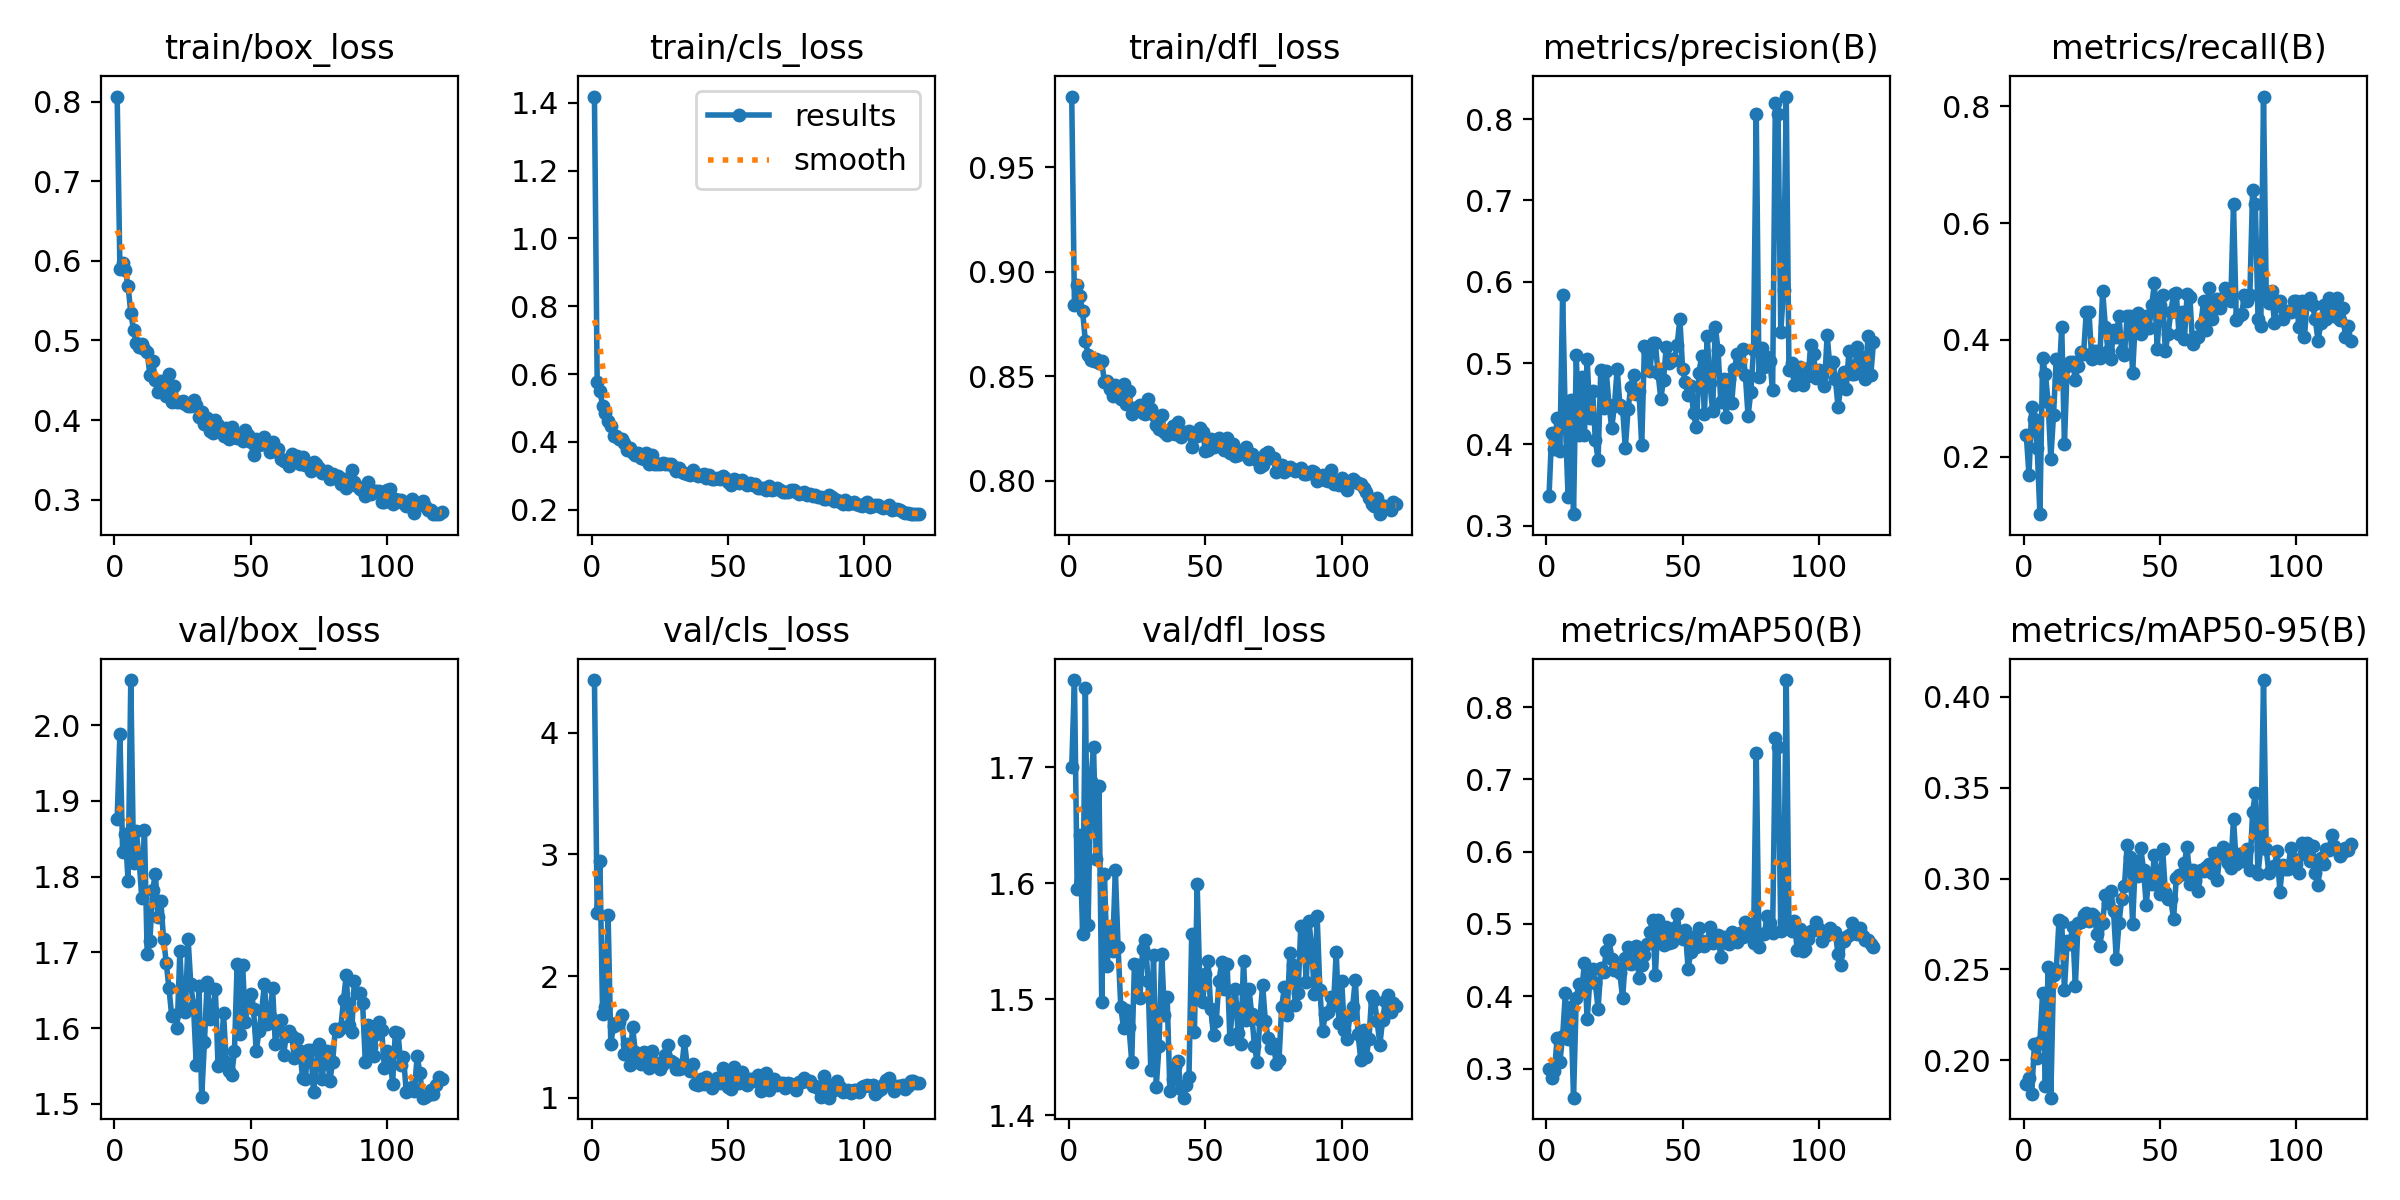 train/box_loss
train/cls_loss
train/dfl_loss
metrics/precision(B)
metrics/recall(B)
0.8
0.7
0.6
0.5
0.4
0.3
0 50 100
1.4
1.2
1.0
0.8
0.6
0.4
0.2
0 50 100
results
smooth
0.95
0.90
0.85
0.80
0 50 100
0.8
0.7
0.6
0.5
0.4
0.3
0 50 100
0.8
0.6
0.4
0.2
0 50 100
val/box_loss
val/cls_loss
val/dfl_loss
metrics/mAP50(B)
metrics/mAP50-95(B)
2.0
1.9
1.8
1.7
1.6
1.5
0 50 100
4
3
2
1
0 50 100
1.7
1.6
1.5
1.4
0 50 100
0.8
0.7
0.6
0.5
0.4
0.3
0 50 100
0.40
0.35
0.30
0.25
0.20
0 50 100